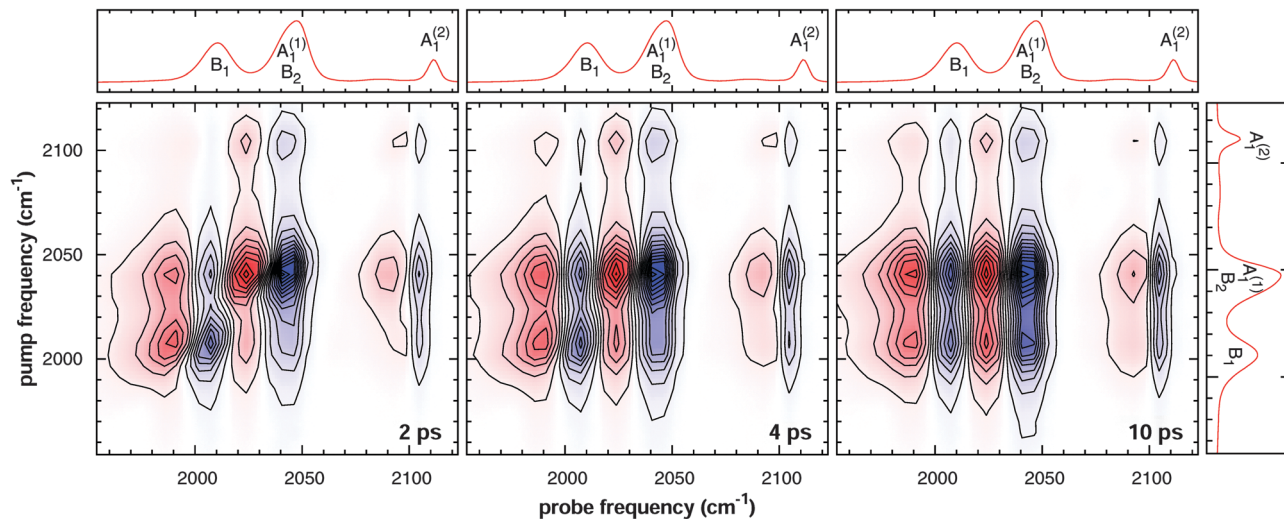 B₁ A₁⁽¹⁾ B₂ A₁⁽²⁾
B₁ A₁⁽¹⁾ B₂ A₁⁽²⁾
B₁ A₁⁽¹⁾ B₂ A₁⁽²⁾
pump frequency (cm⁻¹)
2100
2050
2000
2 ps
4 ps
10 ps
A₁⁽²⁾
A₁⁽¹⁾
B₂
B₁
2000 2050 2100
2000 2050 2100
2000 2050 2100
probe frequency (cm⁻¹)